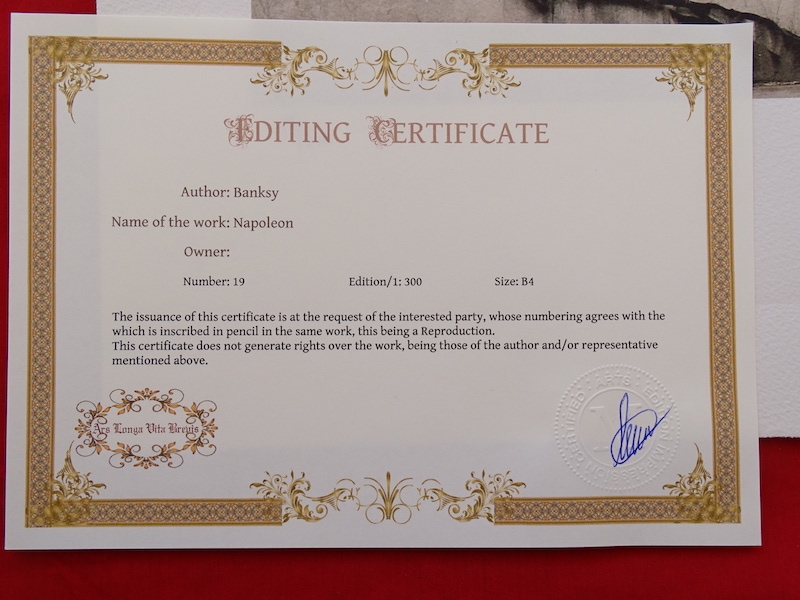 Editing Certificate
Author: Banksy
Name of the work: Napoleon
Owner:
Number: 19 Edition/1: 300 Size: B4
The issuance of this certificate is at the request of the interested party, whose numbering agrees with the
which is inscribed in pencil in the same work, this being a Reproduction.
This certificate does not generate rights over the work, being those of the author and/or representative
mentioned above.
Ars Longa Vita Brevis
CERTIFIED ARTS